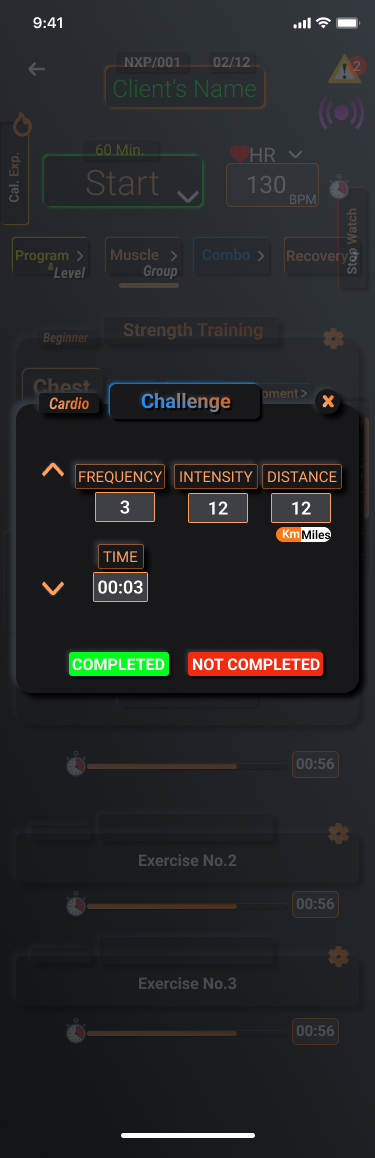 9:41
NXP/001 02/12
2
Client's Name
60 Min.
Start
HR
130
BPM
Cal. Exp.
Stop Watch
Program
&
Level
Muscle
Group
Combo
Recovery
Beginner
Strength Training
Chest
pment
Cardio
Challenge
FREQUENCY INTENSITY DISTANCE
3 12 12
Km Miles
TIME
00:03
COMPLETED NOT COMPLETED
00:56
Exercise No.2
00:56
Exercise No.3
00:56